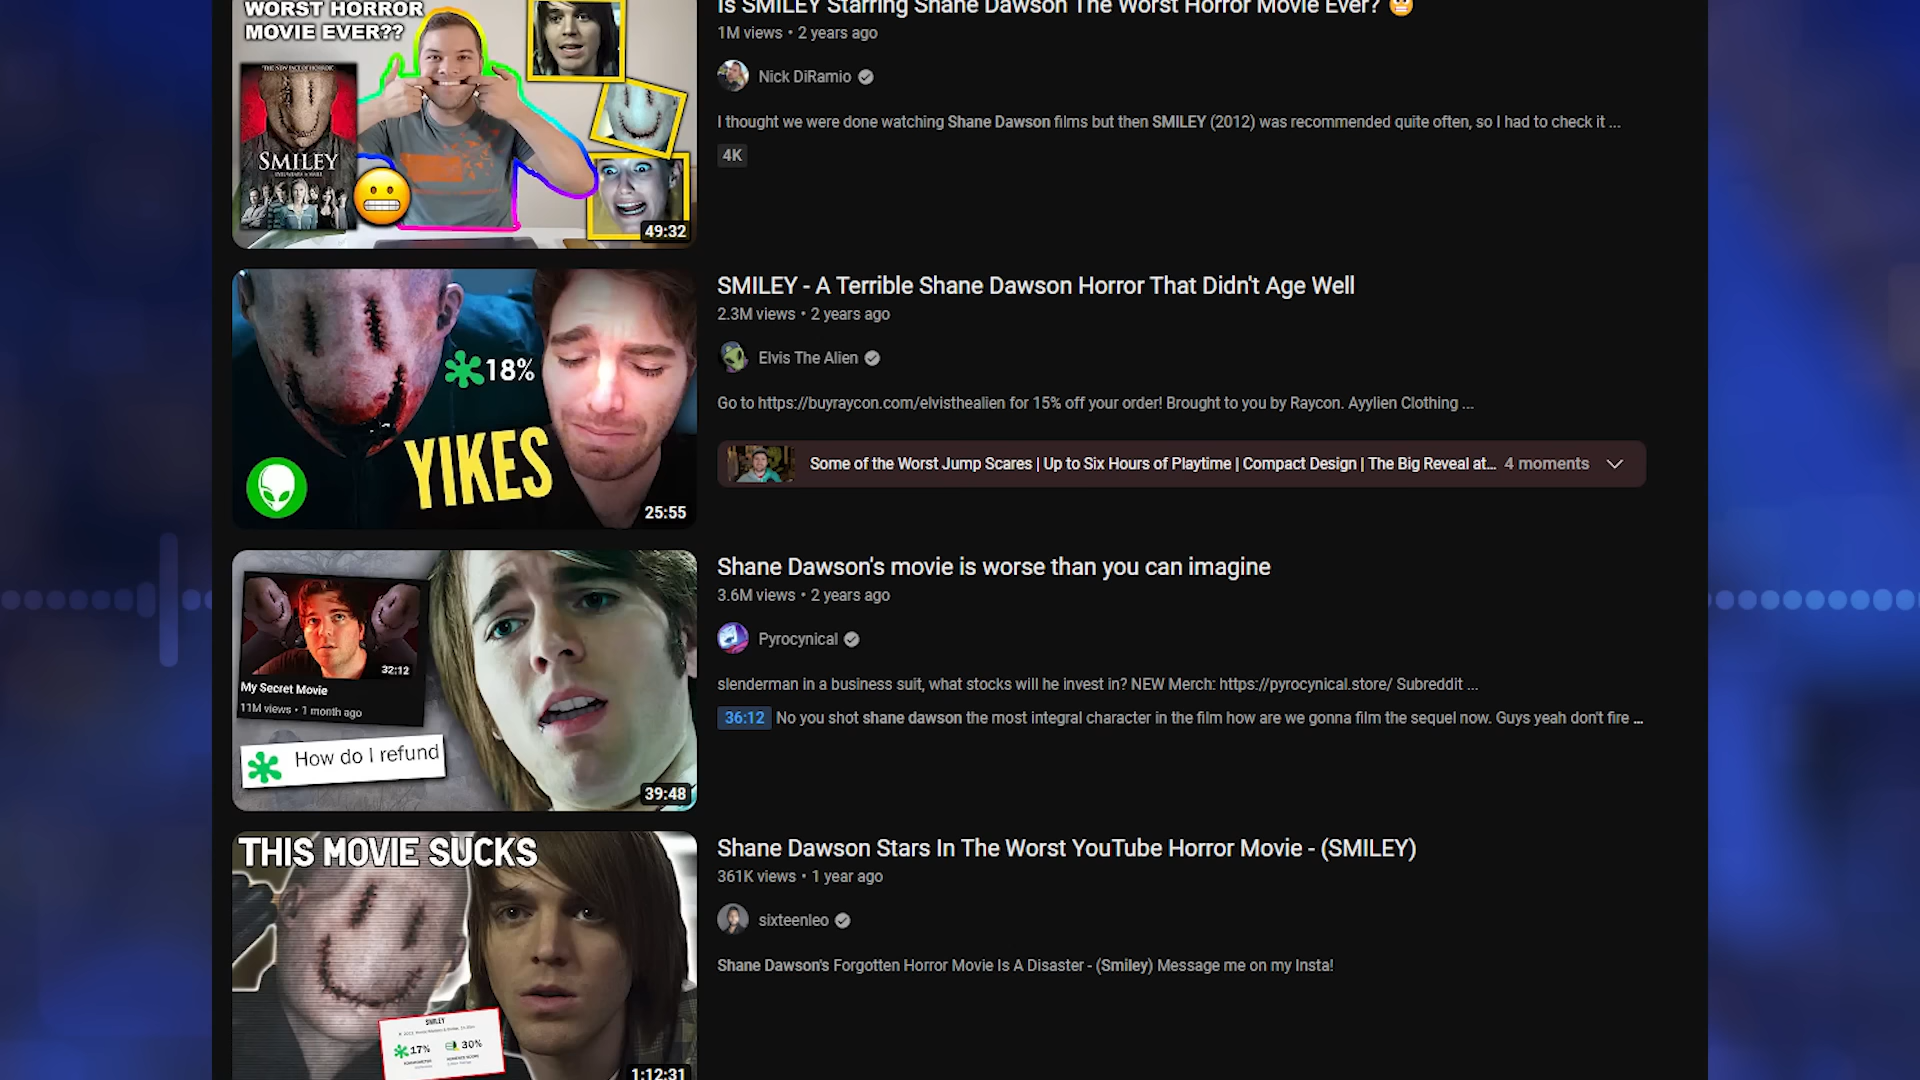 WORST HORROR
MOVIE EVER??
THE NEW FACE OF HORROR
SMILEY
49:32
Is SMILEY Starring Shane Dawson The Worst Horror Movie Ever? 😬
1M views • 2 years ago
Nick DiRamio
I thought we were done watching Shane Dawson films but then SMILEY (2012) was recommended quite often, so I had to check it ...
4K
18%
YIKES
25:55
SMILEY - A Terrible Shane Dawson Horror That Didn't Age Well
2.3M views • 2 years ago
Elvis The Alien
Go to https://buyraycon.com/elvisthealien for 15% off your order! Brought to you by Raycon. Ayylien Clothing ...
Some of the Worst Jump Scares | Up to Six Hours of Playtime | Compact Design | The Big Reveal at... 4 moments
32:12
My Secret Movie
11M views • 1 month ago
How do I refund
39:48
Shane Dawson's movie is worse than you can imagine
3.6M views • 2 years ago
Pyrocynical
slenderman in a business suit, what stocks will he invest in? NEW Merch: https://pyrocynical.store/ Subreddit ...
36:12 No you shot shane dawson the most integral character in the film how are we gonna film the sequel now. Guys yeah don't fire ...
THIS MOVIE SUCKS
SMILEY
17% 30%
1:12:31
Shane Dawson Stars In The Worst YouTube Horror Movie - (SMILEY)
361K views • 1 year ago
sixteenleo
Shane Dawson's Forgotten Horror Movie Is A Disaster - (Smiley) Message me on my Insta!